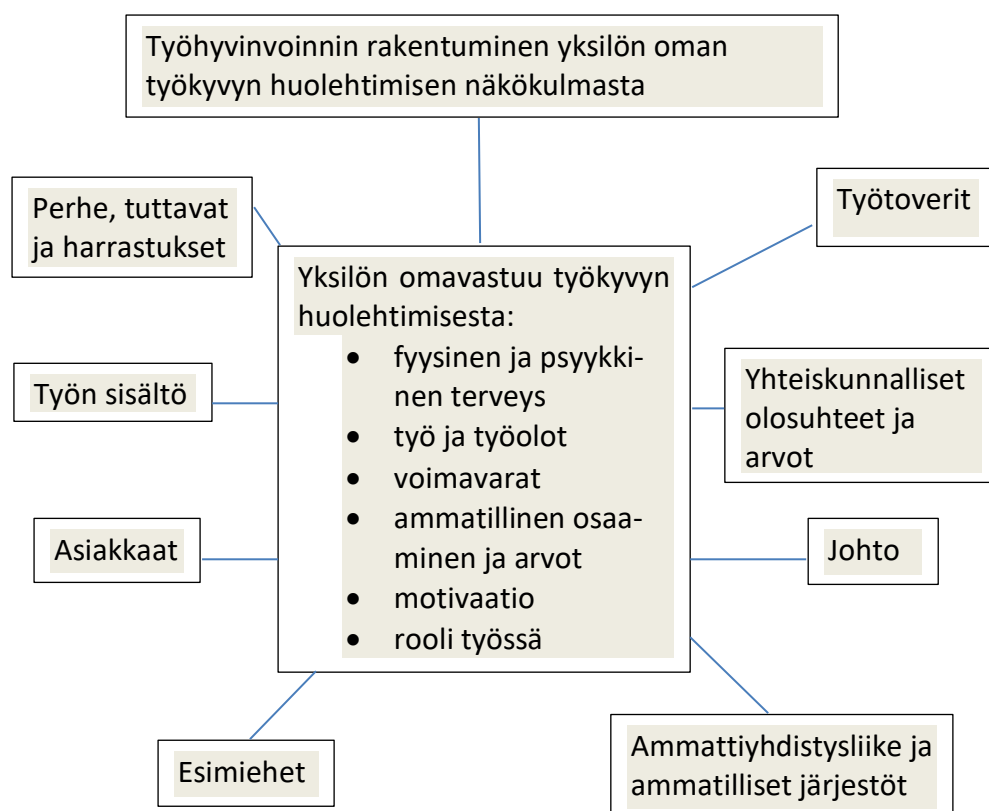 Työhyvinvoinnin rakentuminen yksilön oman
työkyvyn huolehtimisen näkökulmasta
Perhe, tuttavat
ja harrastukset
Työtoverit
Yksilön omavastuu työkyvyn
huolehtimisesta:
• fyysinen ja psyykki-
nen terveys
• työ ja työolot
• voimavarat
• ammatillinen osaa-
minen ja arvot
• motivaatio
• rooli työssä
Työn sisältö
Yhteiskunnalliset
olosuhteet ja
arvot
Asiakkaat
Johto
Esimiehet
Ammattiyhdistysliike ja
ammatilliset järjestöt